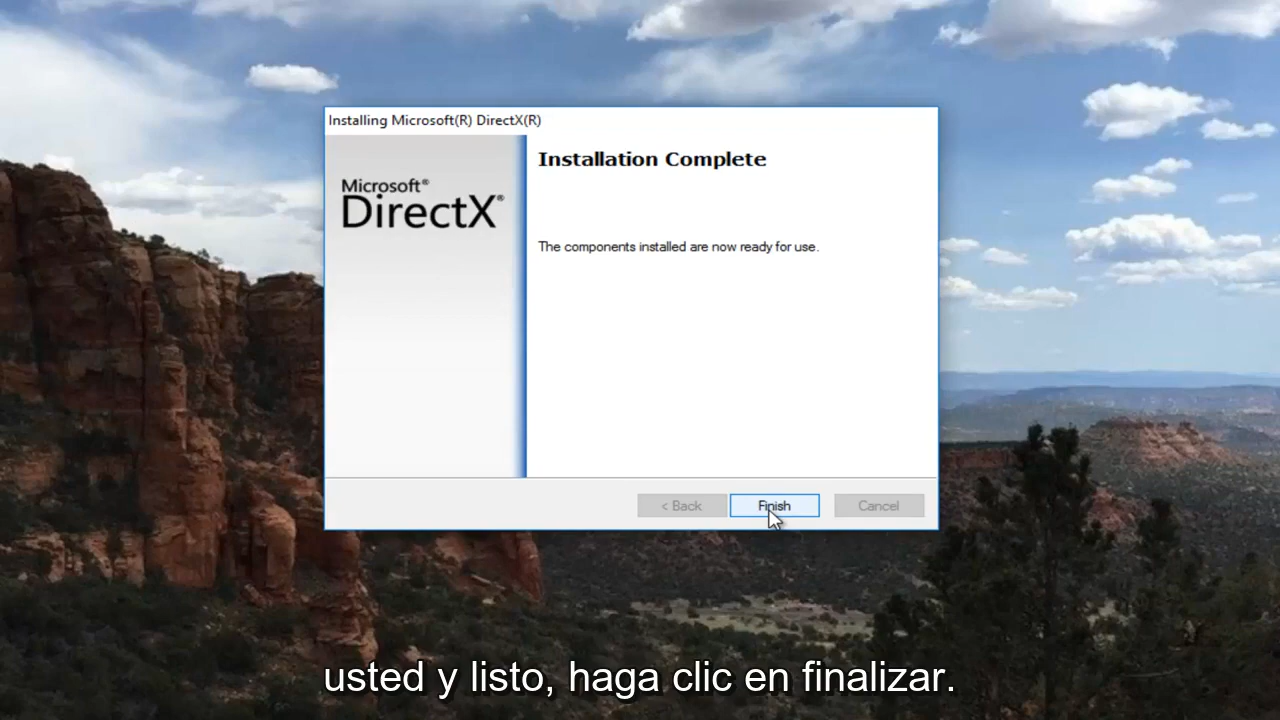 Installing Microsoft(R) DirectX(R)
Installation Complete
Microsoft®
DirectX®
The components installed are now ready for use.
< Back
Finish
Cancel
usted y listo, haga clic en finalizar.